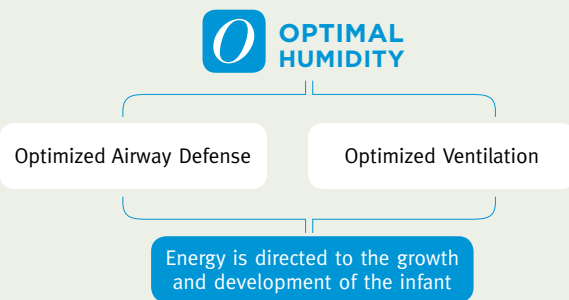 O OPTIMAL
HUMIDITY
Optimized Airway Defense
Optimized Ventilation
Energy is directed to the growth
and development of the infant